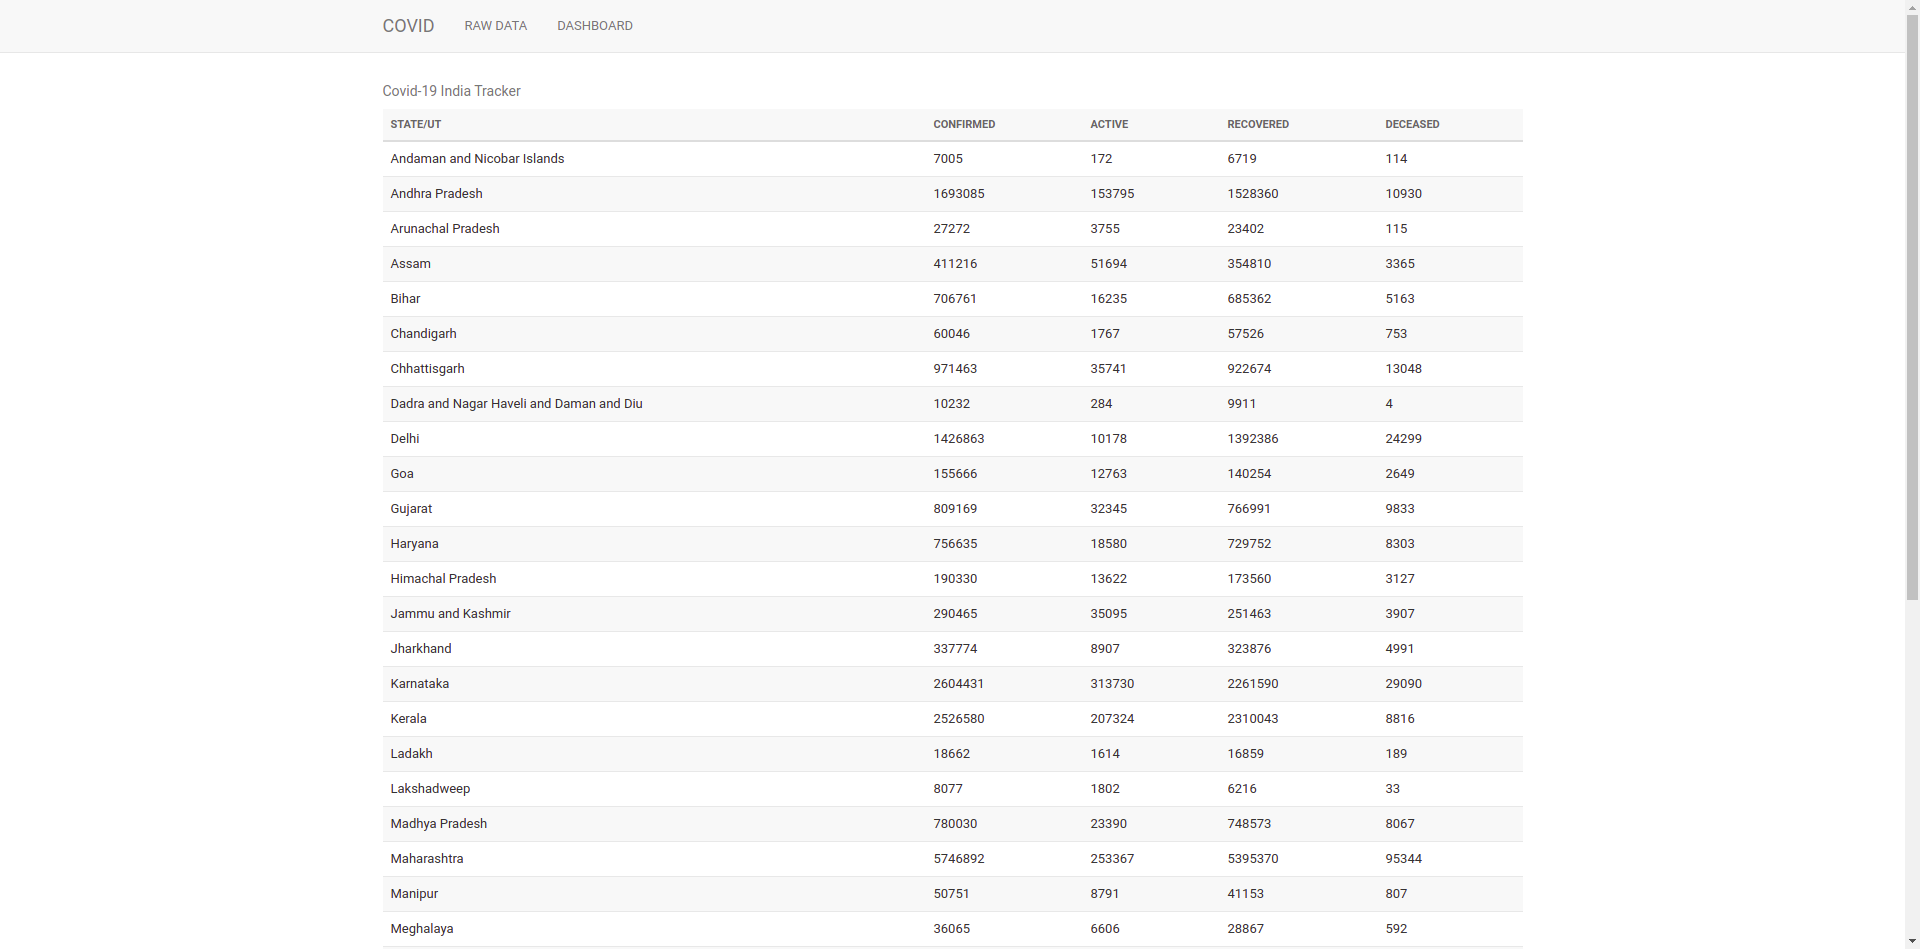 COVID RAW DATA DASHBOARD
Covid-19 India Tracker
STATE/UT CONFIRMED ACTIVE RECOVERED DECEASED
Andaman and Nicobar Islands 7005 172 6719 114
Andhra Pradesh 1693085 153795 1528360 10930
Arunachal Pradesh 27272 3755 23402 115
Assam 411216 51694 354810 3365
Bihar 706761 16235 685362 5163
Chandigarh 60046 1767 57526 753
Chhattisgarh 971463 35741 922674 13048
Dadra and Nagar Haveli and Daman and Diu 10232 284 9911 4
Delhi 1426863 10178 1392386 24299
Goa 155666 12763 140254 2649
Gujarat 809169 32345 766991 9833
Haryana 756635 18580 729752 8303
Himachal Pradesh 190330 13622 173560 3127
Jammu and Kashmir 290465 35095 251463 3907
Jharkhand 337774 8907 323876 4991
Karnataka 2604431 313730 2261590 29090
Kerala 2526580 207324 2310043 8816
Ladakh 18662 1614 16859 189
Lakshadweep 8077 1802 6216 33
Madhya Pradesh 780030 23390 748573 8067
Maharashtra 5746892 253367 5395370 95344
Manipur 50751 8791 41153 807
Meghalaya 36065 6606 28867 592